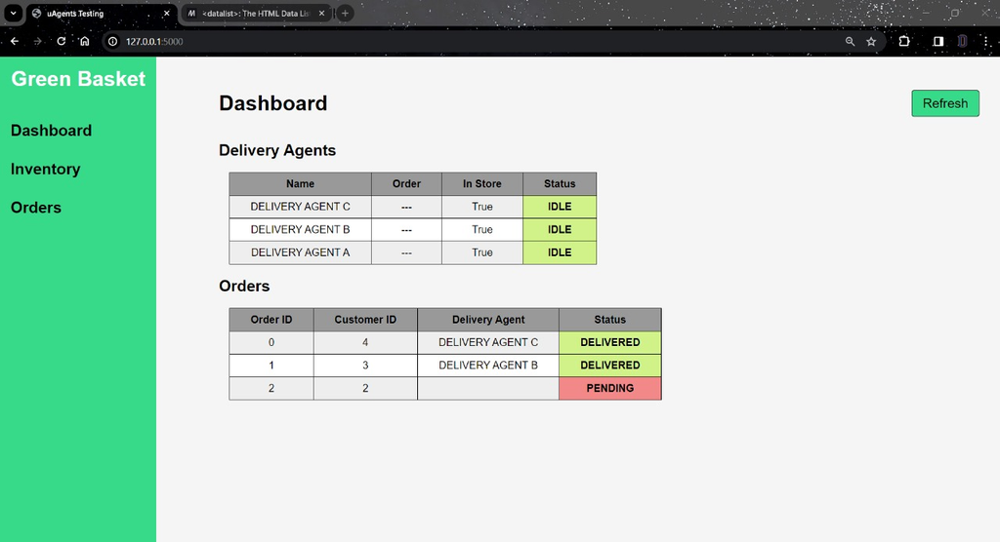 uAgents Testing
<datalist>: The HTML Data Lis
127.0.0.1:5000
Green Basket
Dashboard
Inventory
Orders
Dashboard
Refresh
Delivery Agents
Name Order In Store Status
DELIVERY AGENT C --- True IDLE
DELIVERY AGENT B --- True IDLE
DELIVERY AGENT A --- True IDLE
Orders
Order ID Customer ID Delivery Agent Status
0 4 DELIVERY AGENT C DELIVERED
1 3 DELIVERY AGENT B DELIVERED
2 2 PENDING